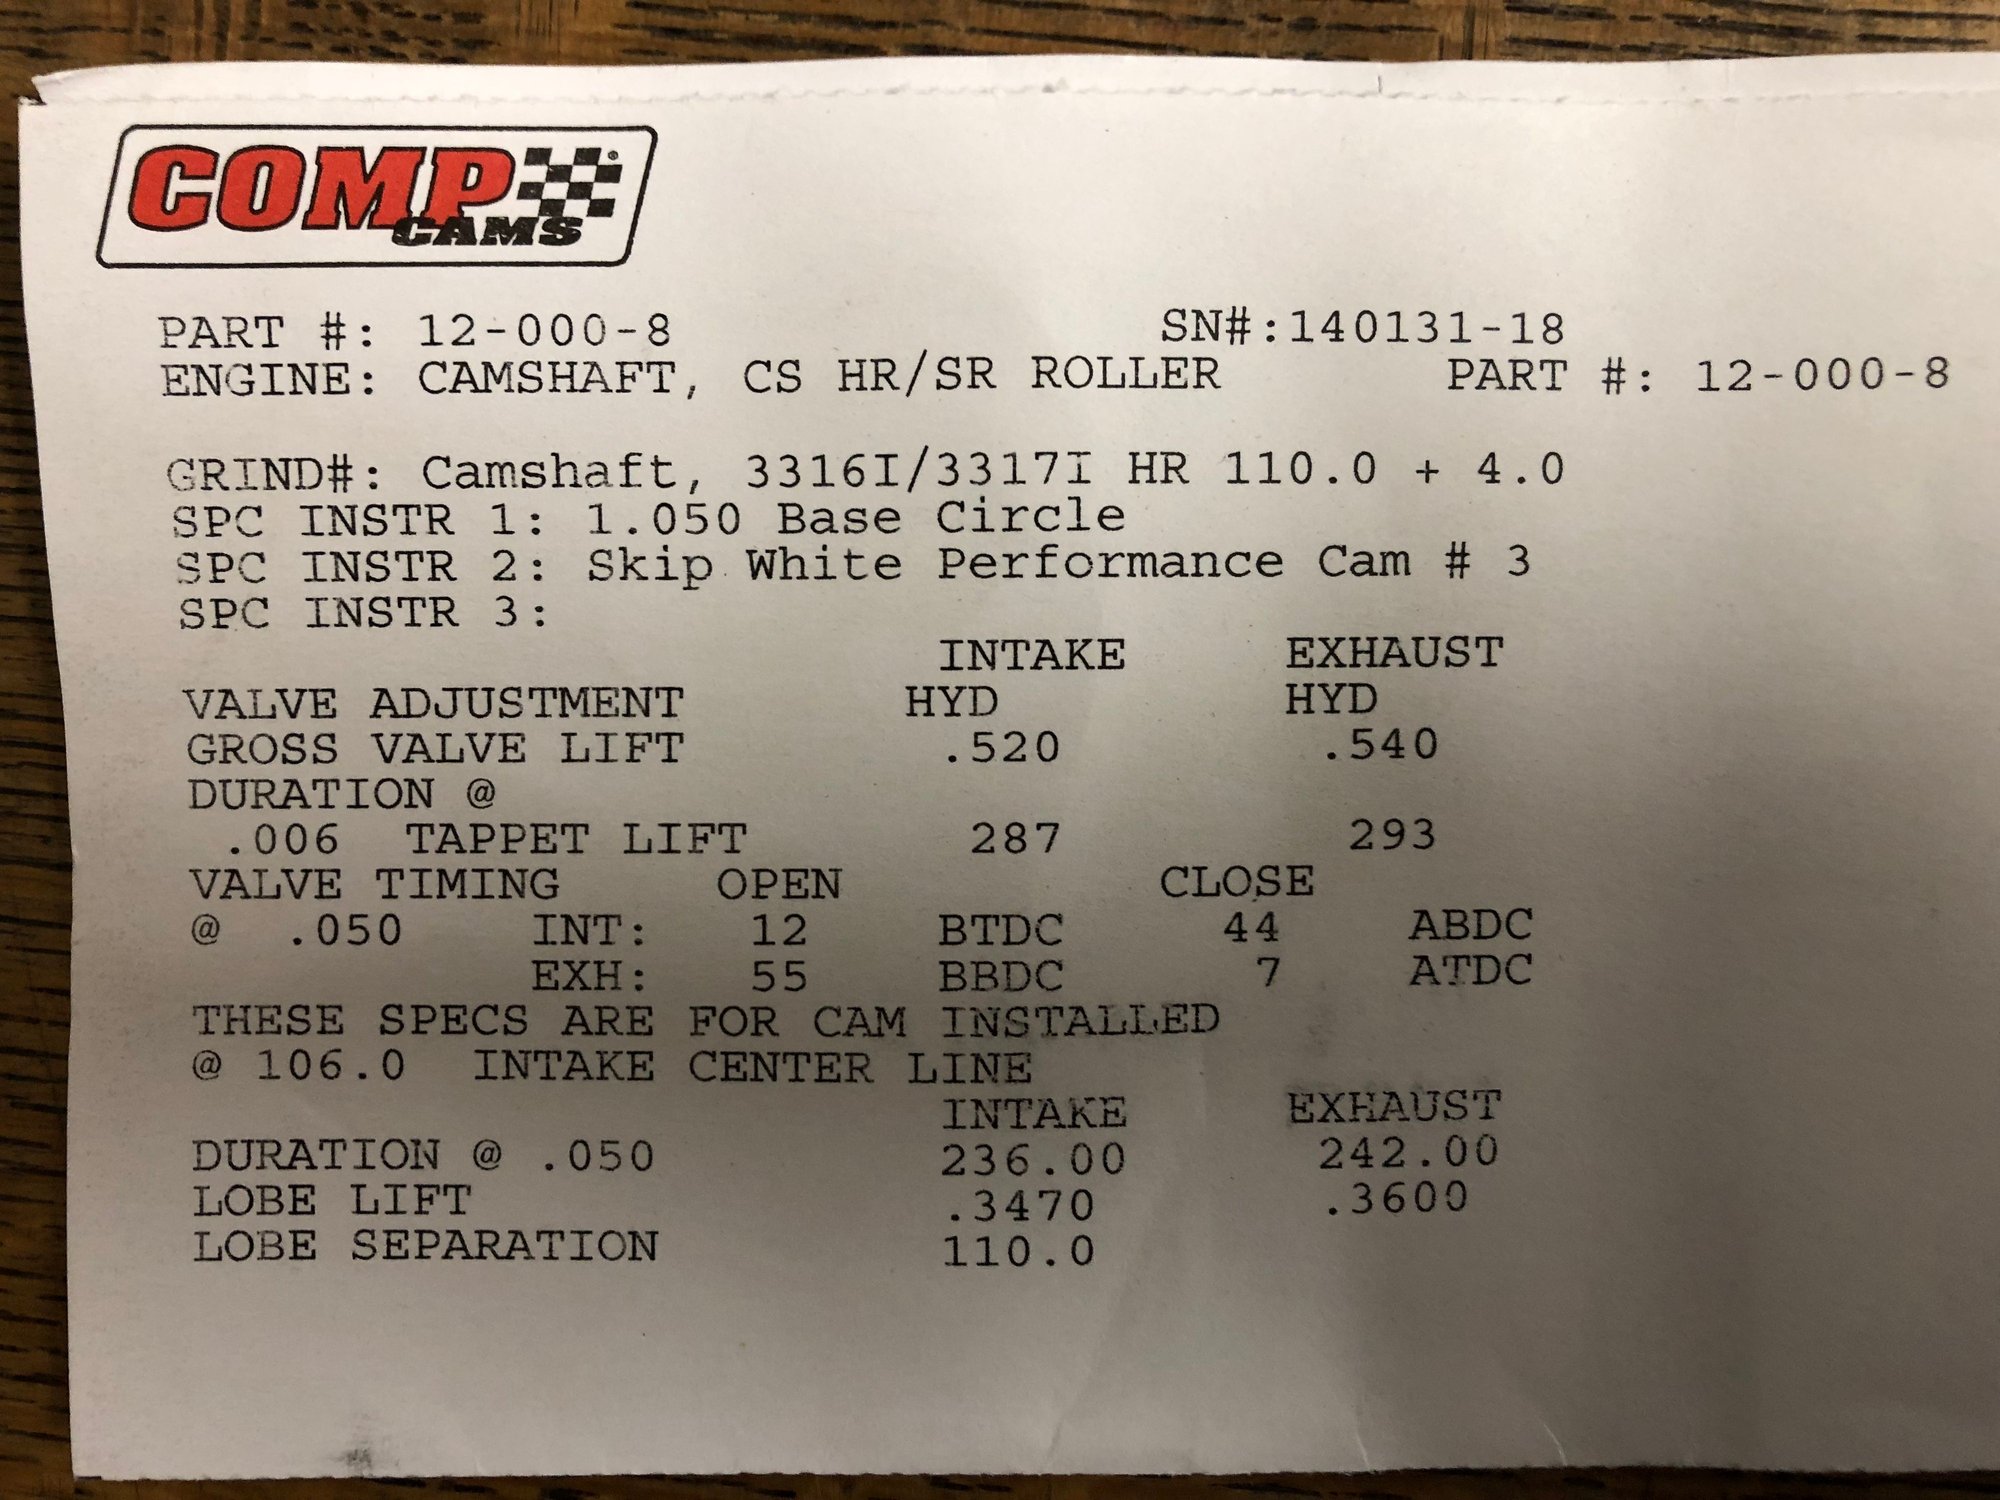 COMP CAMS ®
PART #: 12-000-8 SN#:140131-18
ENGINE: CAMSHAFT, CS HR/SR ROLLER PART #: 12-000-8
GRIND#: Camshaft, 3316I/3317I HR 110.0 + 4.0
SPC INSTR 1: 1.050 Base Circle
SPC INSTR 2: Skip White Performance Cam # 3
SPC INSTR 3:
INTAKE EXHAUST
VALVE ADJUSTMENT HYD HYD
GROSS VALVE LIFT .520 .540
DURATION @
.006 TAPPET LIFT 287 293
VALVE TIMING OPEN CLOSE
@ .050 INT: 12 BTDC 44 ABDC
EXH: 55 BBDC 7 ATDC
THESE SPECS ARE FOR CAM INSTALLED
@ 106.0 INTAKE CENTER LINE
INTAKE EXHAUST
DURATION @ .050 236.00 242.00
LOBE LIFT .3470 .3600
LOBE SEPARATION 110.0